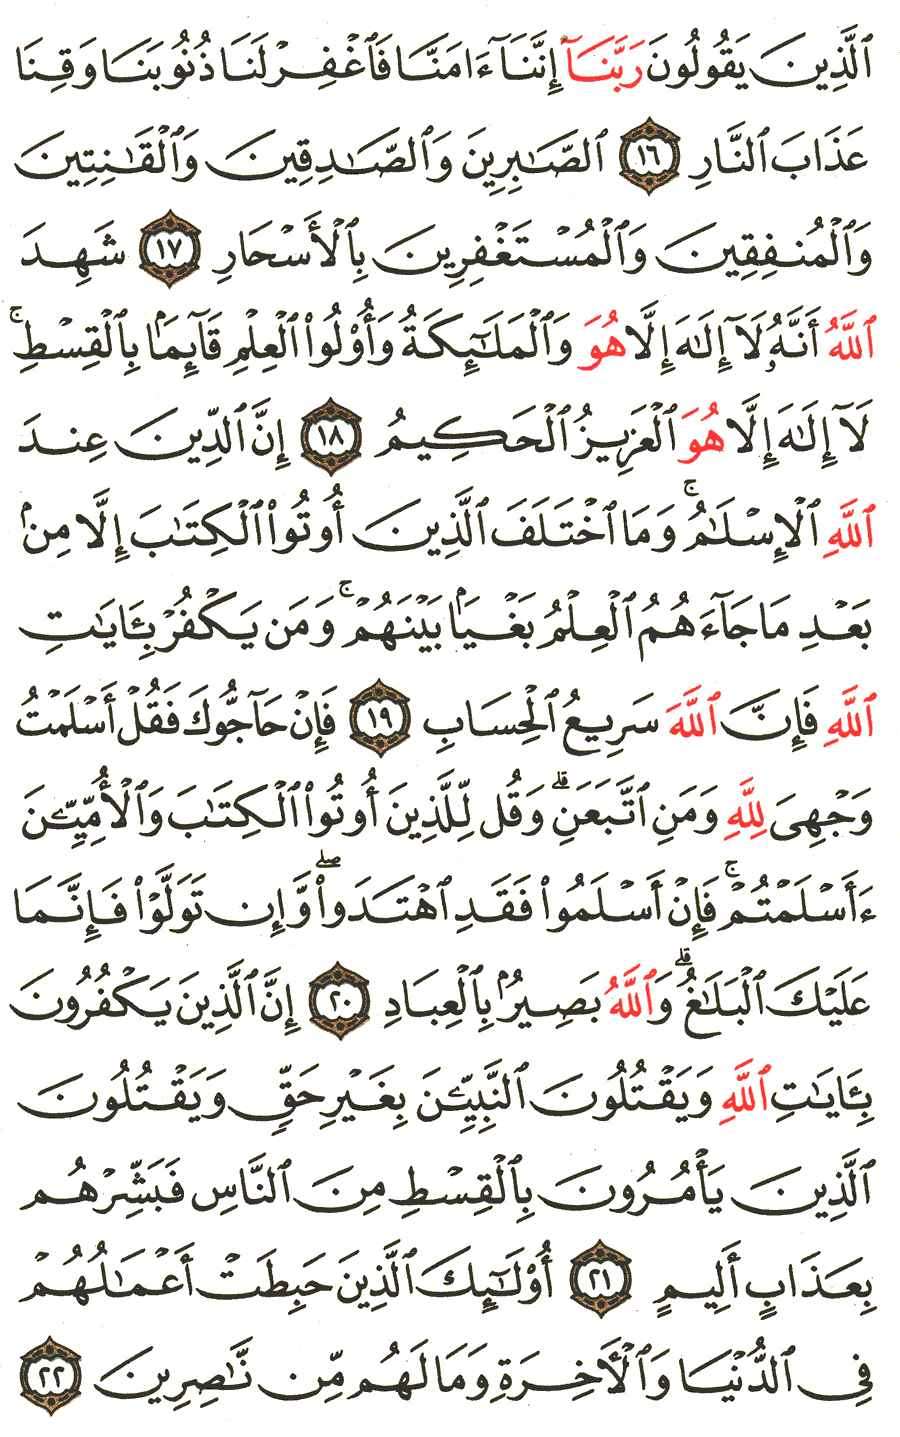 ٱلَّذِينَ يَقُولُونَ رَبَّنَآ إِنَّنَآ ءَامَنَّا فَٱغْفِرْ لَنَا ذُنُوبَنَا وَقِنَا
عَذَابَ ٱلنَّارِ ١٦ ٱلصَّٰبِرِينَ وَٱلصَّٰدِقِينَ وَٱلْقَٰنِتِينَ
وَٱلْمُنفِقِينَ وَٱلْمُسْتَغْفِرِينَ بِٱلْأَسْحَارِ ١٧ شَهِدَ
ٱللَّهُ أَنَّهُۥ لَآ إِلَٰهَ إِلَّا هُوَ وَٱلْمَلَٰٓئِكَةُ وَأُو۟لُوا۟ ٱلْعِلْمِ قَآئِمًۢا بِٱلْقِسْطِ ۚ
لَآ إِلَٰهَ إِلَّا هُوَ ٱلْعَزِيزُ ٱلْحَكِيمُ ١٨ إِنَّ ٱلدِّينَ عِندَ
ٱللَّهِ ٱلْإِسْلَٰمُ ۚ وَمَا ٱخْتَلَفَ ٱلَّذِينَ أُوتُوا۟ ٱلْكِتَٰبَ إِلَّا مِنۢ
بَعْدِ مَا جَآءَهُمُ ٱلْعِلْمُ بَغْيًۢا بَيْنَهُمْ ۗ وَمَن يَكْفُرْ بِـَٔايَٰتِ
ٱللَّهِ فَإِنَّ ٱللَّهَ سَرِيعُ ٱلْحِسَابِ ١٩ فَإِنْ حَآجُّوكَ فَقُلْ أَسْلَمْتُ
وَجْهِىَ لِلَّهِ وَمَنِ ٱتَّبَعَنِ ۗ وَقُل لِّلَّذِينَ أُوتُوا۟ ٱلْكِتَٰبَ وَٱلْأُمِّيِّـۧنَ
ءَأَسْلَمْتُمْ ۚ فَإِنْ أَسْلَمُوا۟ فَقَدِ ٱهْتَدَوا۟ ۖ وَّإِن تَوَلَّوْا۟ فَإِنَّمَا
عَلَيْكَ ٱلْبَلَٰغُ ۗ وَٱللَّهُ بَصِيرٌۢ بِٱلْعِبَادِ ٢٠ إِنَّ ٱلَّذِينَ يَكْفُرُونَ
بِـَٔايَٰتِ ٱللَّهِ وَيَقْتُلُونَ ٱلنَّبِيِّـۧنَ بِغَيْرِ حَقٍّ وَيَقْتُلُونَ
ٱلَّذِينَ يَأْمُرُونَ بِٱلْقِسْطِ مِنَ ٱلنَّاسِ فَبَشِّرْهُم
بِعَذَابٍ أَلِيمٍ ٢١ أُو۟لَٰٓئِكَ ٱلَّذِينَ حَبِطَتْ أَعْمَٰلُهُمْ
فِى ٱلدُّنْيَا وَٱلْـَٔاخِرَةِ وَمَا لَهُم مِّن نَّٰصِرِينَ ٢٢